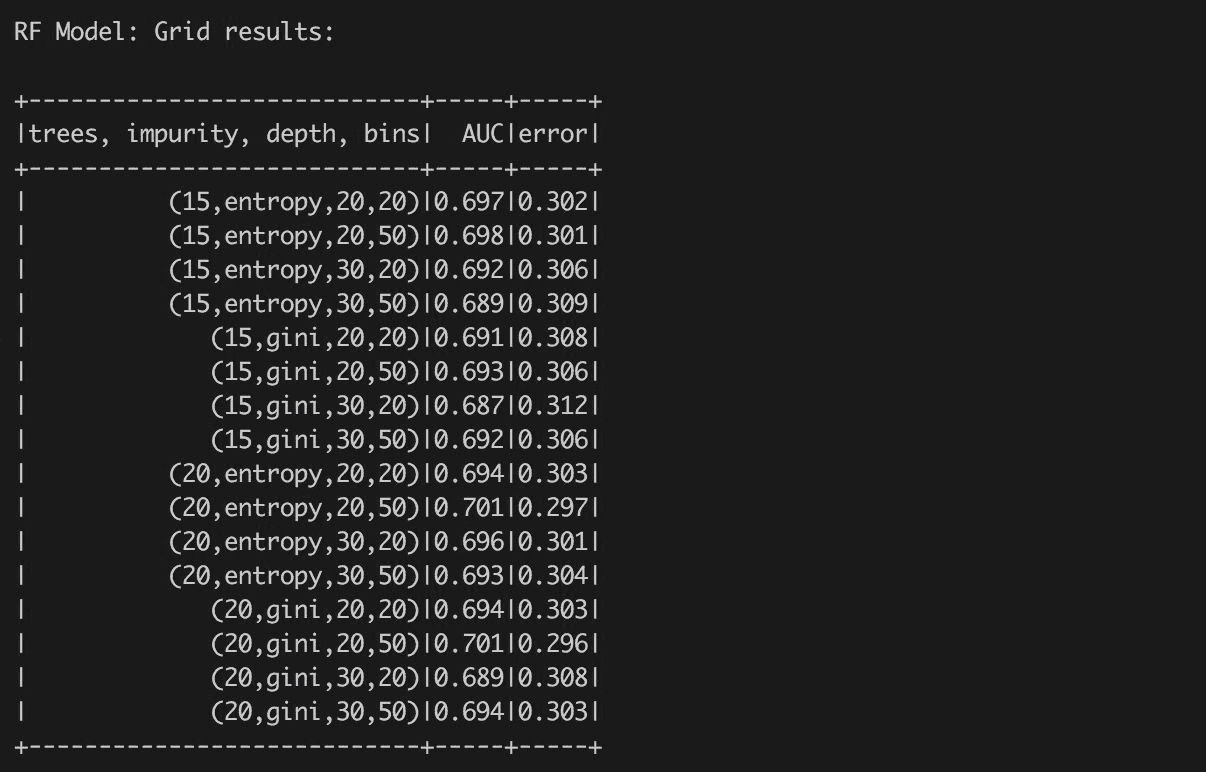 RF Model: Grid results:
+----------------------------+-----+-----+
|trees, impurity, depth, bins|  AUC|error|
+----------------------------+-----+-----+
|          (15,entropy,20,20)|0.697|0.302|
|          (15,entropy,20,50)|0.698|0.301|
|          (15,entropy,30,20)|0.692|0.306|
|          (15,entropy,30,50)|0.689|0.309|
|             (15,gini,20,20)|0.691|0.308|
|             (15,gini,20,50)|0.693|0.306|
|             (15,gini,30,20)|0.687|0.312|
|             (15,gini,30,50)|0.692|0.306|
|          (20,entropy,20,20)|0.694|0.303|
|          (20,entropy,20,50)|0.701|0.297|
|          (20,entropy,30,20)|0.696|0.301|
|          (20,entropy,30,50)|0.693|0.304|
|             (20,gini,20,20)|0.694|0.303|
|             (20,gini,20,50)|0.701|0.296|
|             (20,gini,30,20)|0.689|0.308|
|             (20,gini,30,50)|0.694|0.303|
+----------------------------+-----+-----+